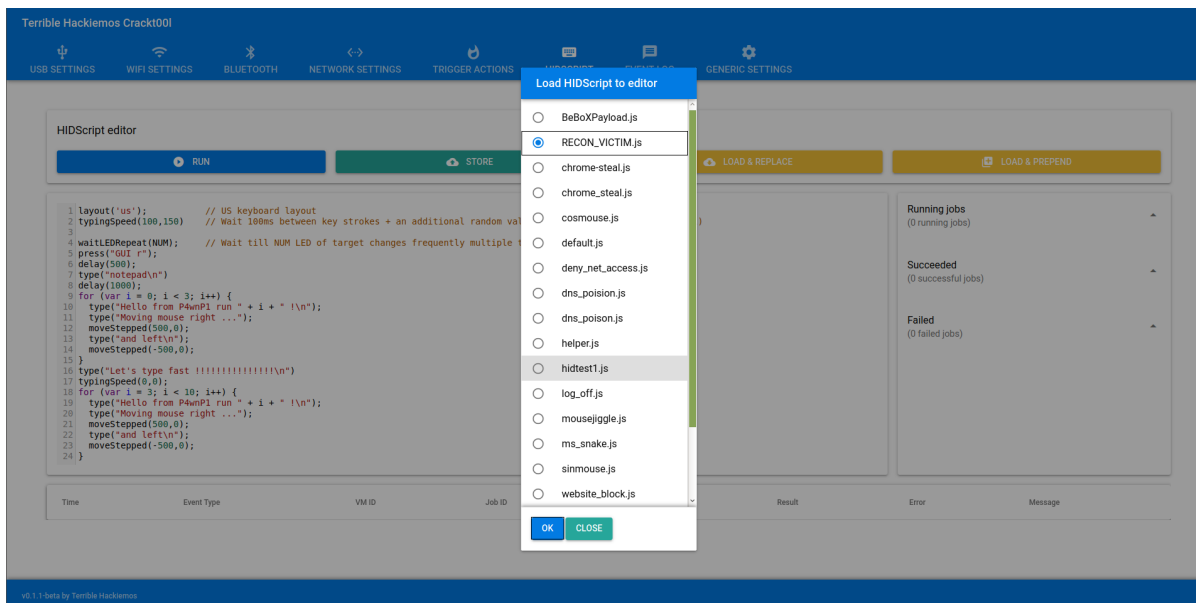 Terrible Hackiemos Crackt00l
USB SETTINGS
WIFI SETTINGS
BLUETOOTH
NETWORK SETTINGS
TRIGGER ACTIONS
HIDSCRIPT
EVENT LOG
GENERIC SETTINGS
HIDScript editor
RUN
STORE
LOAD & REPLACE
LOAD & PREPEND
1 layout('us'); // US keyboard layout
2 typingSpeed(100,150) // Wait 100ms between key strokes + an additional random val )
3
4 waitLEDRepeat(NUM); // Wait till NUM LED of target changes frequently multiple t
5 press("GUI r");
6 delay(500);
7 type("notepad\n")
8 delay(1000);
9 for (var i = 0; i < 3; i++) {
10 type("Hello from P4wnP1 run " + i + " !\n");
11 type("Moving mouse right ...");
12 moveStepped(500,0);
13 type("and left\n");
14 moveStepped(-500,0);
15 }
16 type("Let's type fast !!!!!!!!!!!!!!!\n")
17 typingSpeed(0,0);
18 for (var i = 3; i < 10; i++) {
19 type("Hello from P4wnP1 run " + i + " !\n");
20 type("Moving mouse right ...");
21 moveStepped(500,0);
22 type("and left\n");
23 moveStepped(-500,0);
24 }
Load HIDScript to editor
BeBoXPayload.js
RECON_VICTIM.js
chrome-steal.js
chrome_steal.js
cosmouse.js
default.js
deny_net_access.js
dns_poision.js
dns_poison.js
helper.js
hidtest1.js
log_off.js
mousejiggle.js
ms_snake.js
sinmouse.js
website_block.js
OK
CLOSE
Running jobs
(0 running jobs)
Succeeded
(0 successful jobs)
Failed
(0 failed jobs)
Time Event Type VM ID Job ID Result Error Message
v0.1.1-beta by Terrible Hackiemos